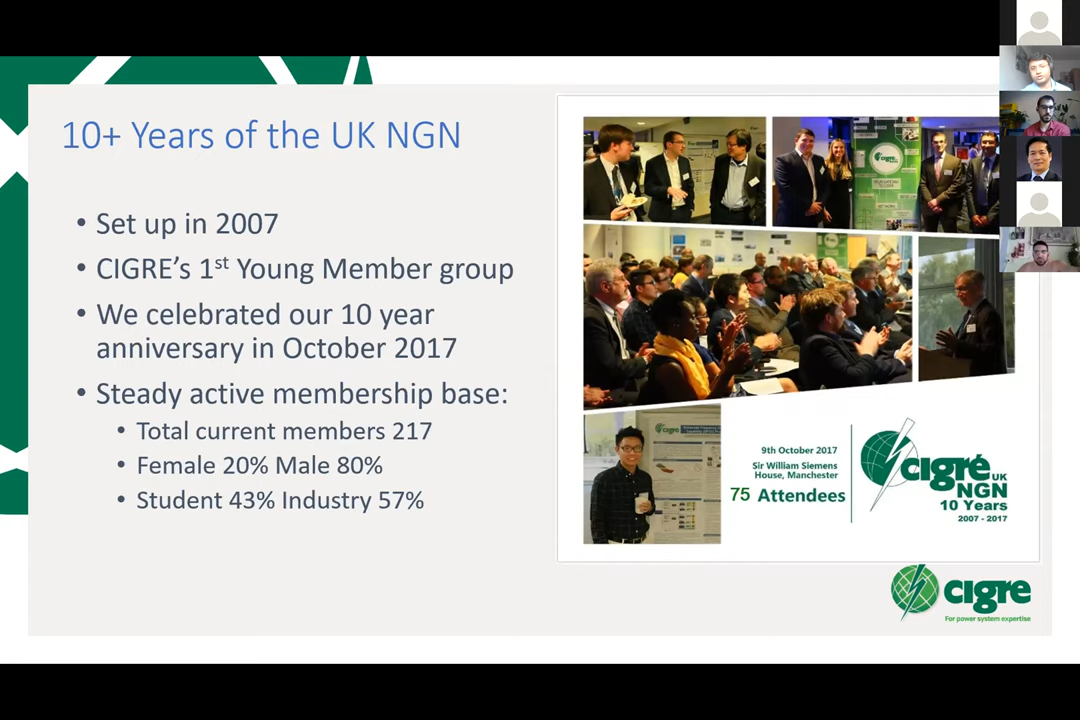 10+ Years of the UK NGN
• Set up in 2007
• CIGRE’s 1st Young Member group
• We celebrated our 10 year
anniversary in October 2017
• Steady active membership base:
• Total current members 217
• Female 20% Male 80%
• Student 43% Industry 57%
9th October 2017
Sir William Siemens
House, Manchester
75 Attendees
cigré UK
NGN
10 Years
2007 - 2017
cigre
For power system expertise